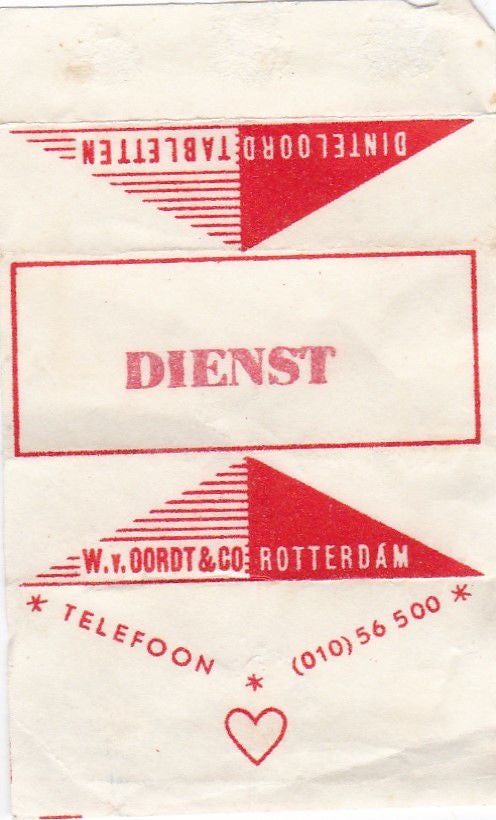 DINTELOORD TABLETTEN
DIENST
W. v. OORDT & CO ROTTERDAM
* TELEFOON * (010) 56 500 *